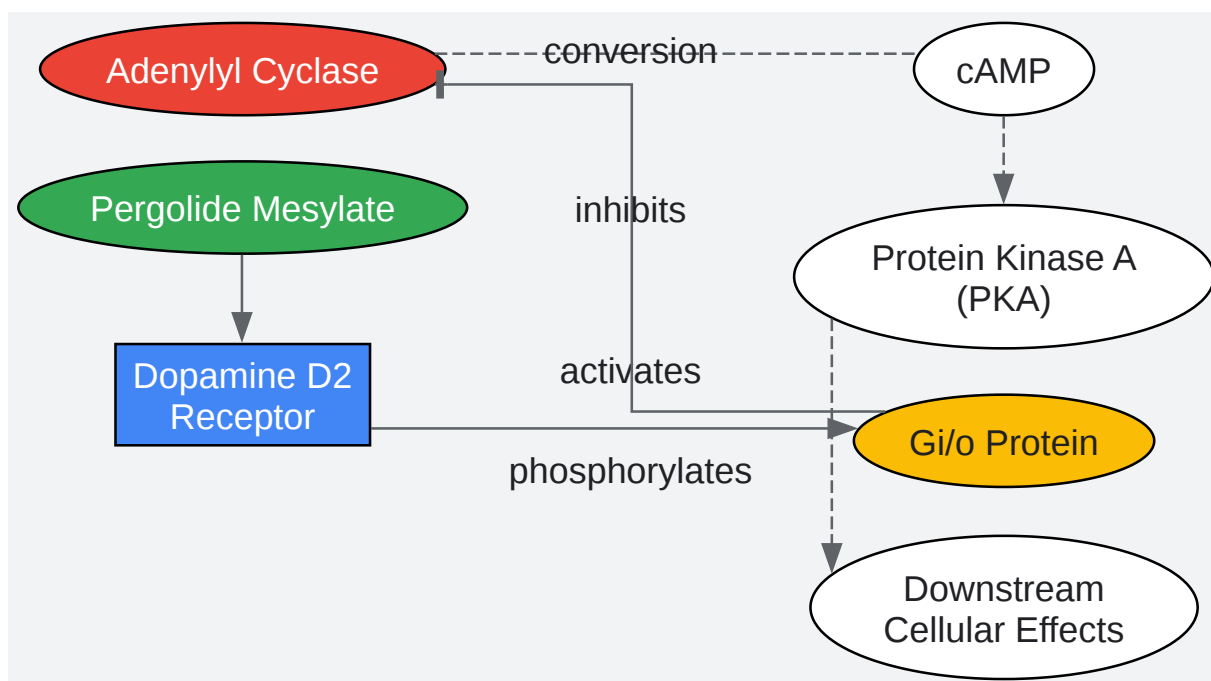 Adenylyl Cyclase
conversion
cAMP
Pergolide Mesylate
inhibits
Protein Kinase A
(PKA)
Dopamine D2
Receptor
activates
Gi/o Protein
phosphorylates
Downstream
Cellular Effects